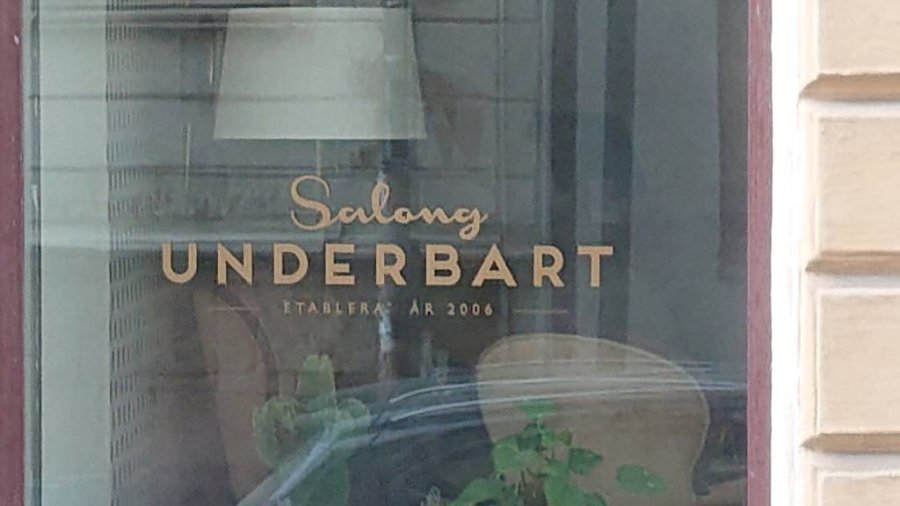 Salong
UNDERBART
ETABLERAT ÅR 2006